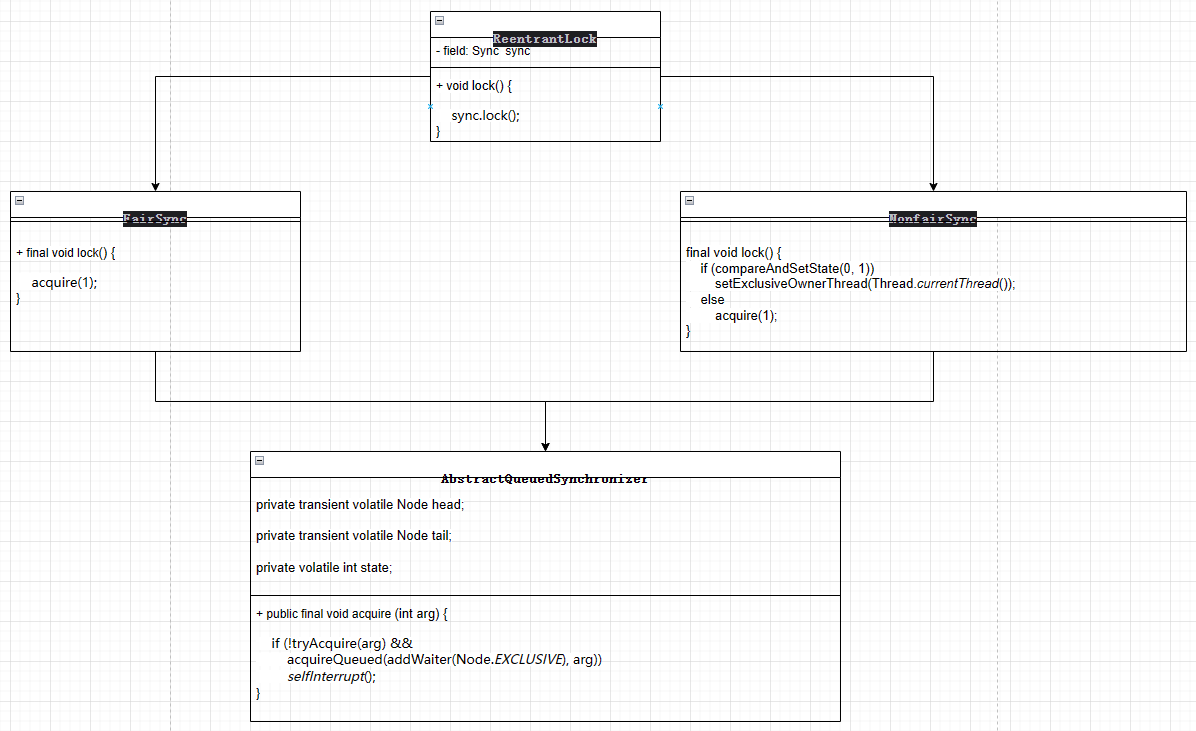 ReentrantLock
- field: Sync sync
+ void lock() {
sync.lock();
}
FairSync
+ final void lock() {
acquire(1);
}
NonfairSync
final void lock() {
if (compareAndSetState(0, 1))
setExclusiveOwnerThread(Thread.currentThread());
else
acquire(1);
}
AbstractQueuedSynchronizer
private transient volatile Node head;
private transient volatile Node tail;
private volatile int state;
+ public final void acquire (int arg) {
if (!tryAcquire(arg) &&
acquireQueued(addWaiter(Node.EXCLUSIVE), arg))
selfInterrupt();
}